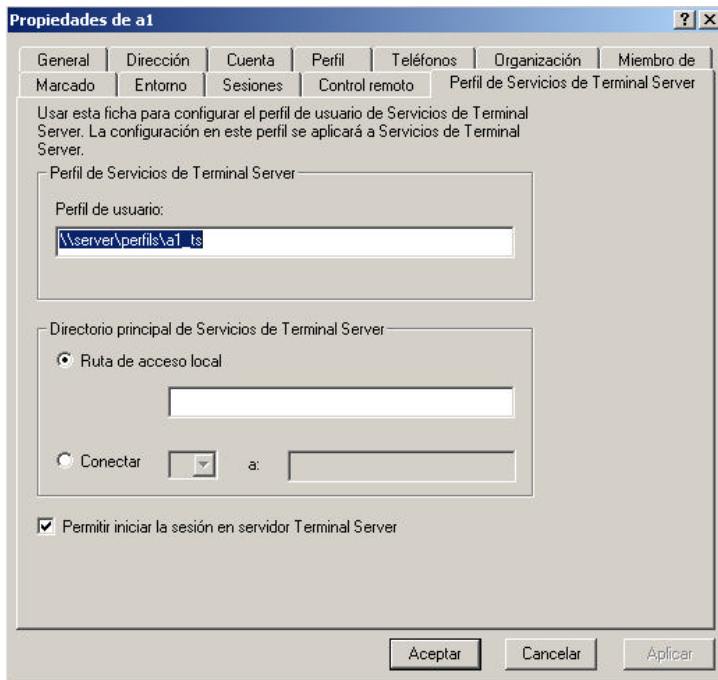 Propiedades de a1
General Dirección Cuenta Perfil Teléfonos Organización Miembro de
Marcado Entorno Sesiones Control remoto Perfil de Servicios de Terminal Server
Usar esta ficha para configurar el perfil de usuario de Servicios de Terminal
Server. La configuración en este perfil se aplicará a Servicios de Terminal
Server.
Perfil de Servicios de Terminal Server
Perfil de usuario:
\\server\perfils\a1_ts
Directorio principal de Servicios de Terminal Server
Ruta de acceso local
Conectar a:
Permitir iniciar la sesión en servidor Terminal Server
Aceptar Cancelar Aplicar